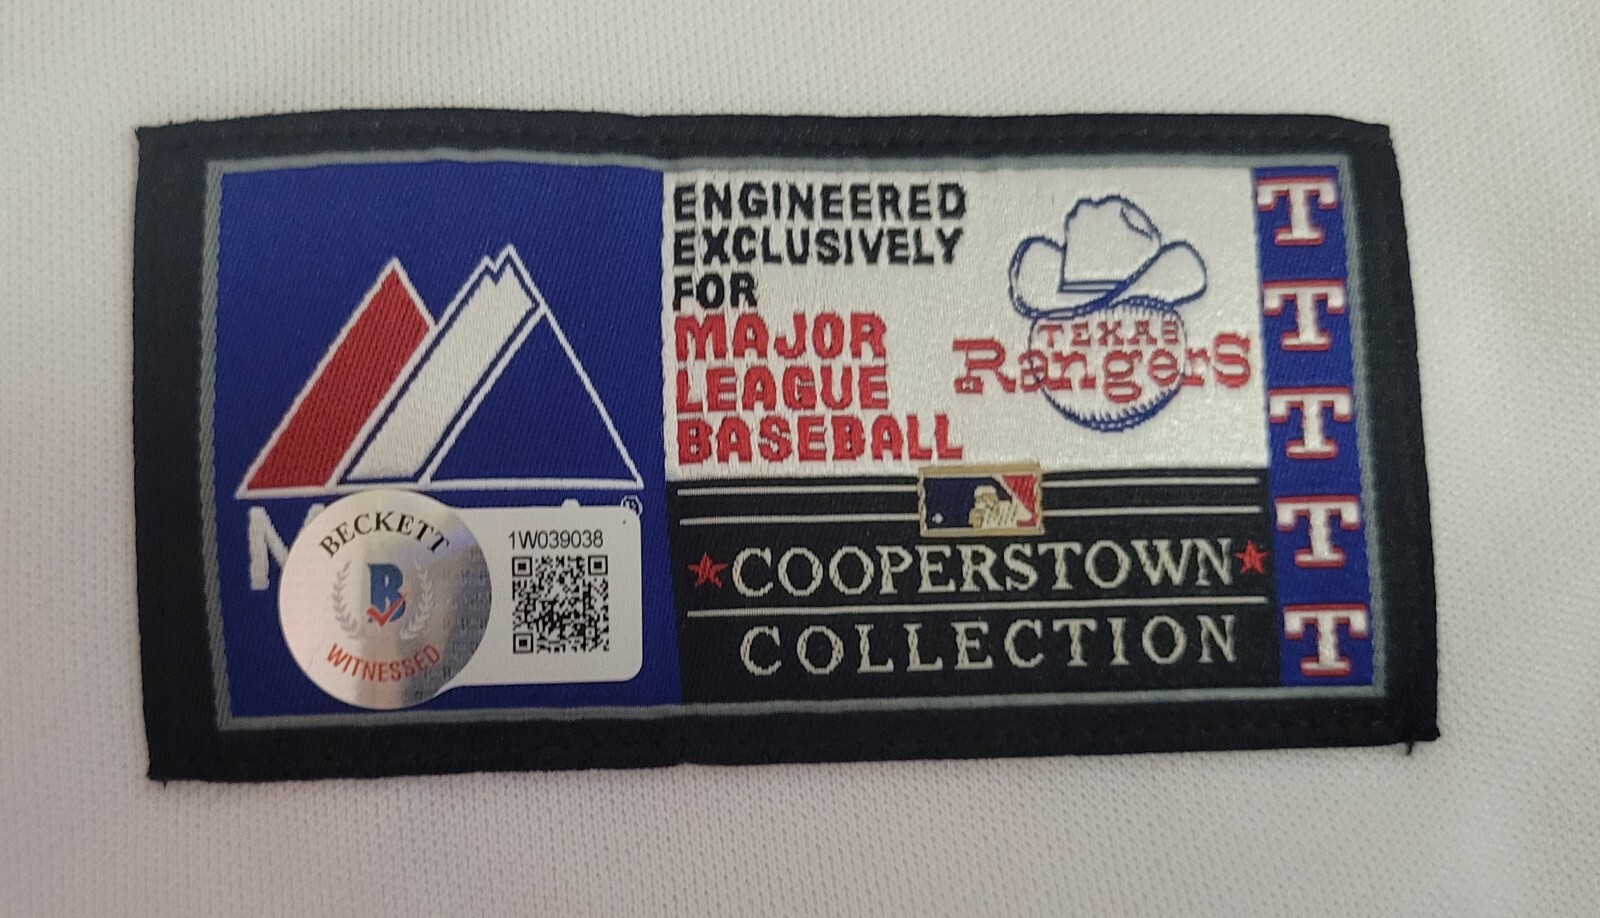 ENGINEERED
EXCLUSIVELY
FOR
MAJOR
LEAGUE
BASEBALL
TEXAS
Rangers
T
T
T
T
T
M
®
BECKETT
B
WITNESSED
1W039038
COOPERSTOWN
COLLECTION